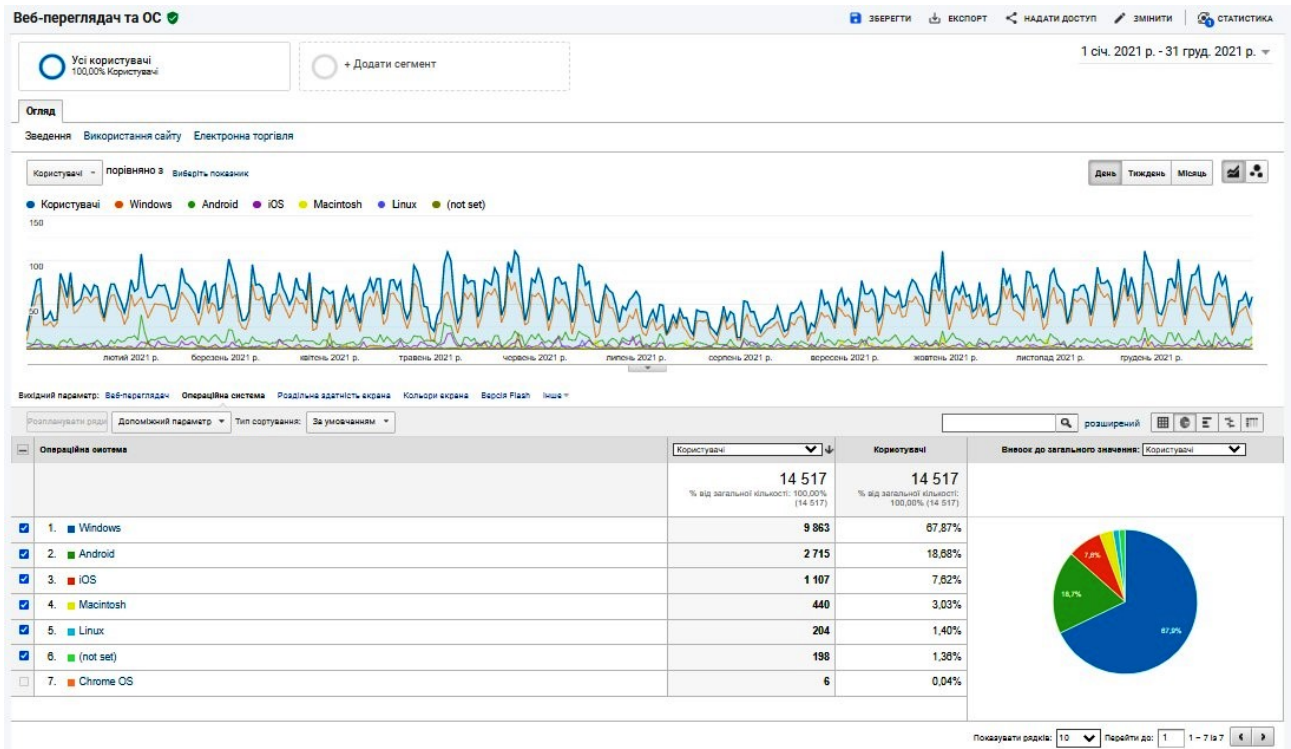 Веб-переглядач та ОС
ЗБЕРЕГТИ ЕКСПОРТ НАДАТИ ДОСТУП ЗМІНИТИ СТАТИСТИКА
Усі користувачі
100,00% Користувачі
+ Додати сегмент
1 січ. 2021 р. - 31 груд. 2021 р.
Огляд
Зведення Використання сайту Електронна торгівля
Користувачі порівняно з Виберіть показник
День Тиждень Місяць
Користувачі Windows Android iOS Macintosh Linux (not set)
150
100
50
лютий 2021 р. березень 2021 р. квітень 2021 р. травень 2021 р. червень 2021 р. липень 2021 р. серпень 2021 р. вересень 2021 р. жовтень 2021 р. листопад 2021 р. грудень 2021 р.
Вихідний параметр: Веб-переглядач Операційна система Роздільна здатність екрана Кольори екрана Версія Flash Інше
Розпланувати ряди Допоміжний параметр Тип сортування: За умовчанням
розширений
Операційна система Користувачі Користувачі Внесок до загального значення: Користувачі
14 517 14 517
% від загальної кількості: 100,00% (14 517) % від загальної кількості: 100,00% (14 517)
1. Windows 9 863 67,87%
2. Android 2 715 18,68%
3. iOS 1 107 7,62%
4. Macintosh 440 3,03%
5. Linux 204 1,40%
6. (not set) 198 1,36%
7. Chrome OS 6 0,04%
7,6%
18,7%
67,9%
Показувати рядків: 10 Перейти до: 1 1 – 7 із 7